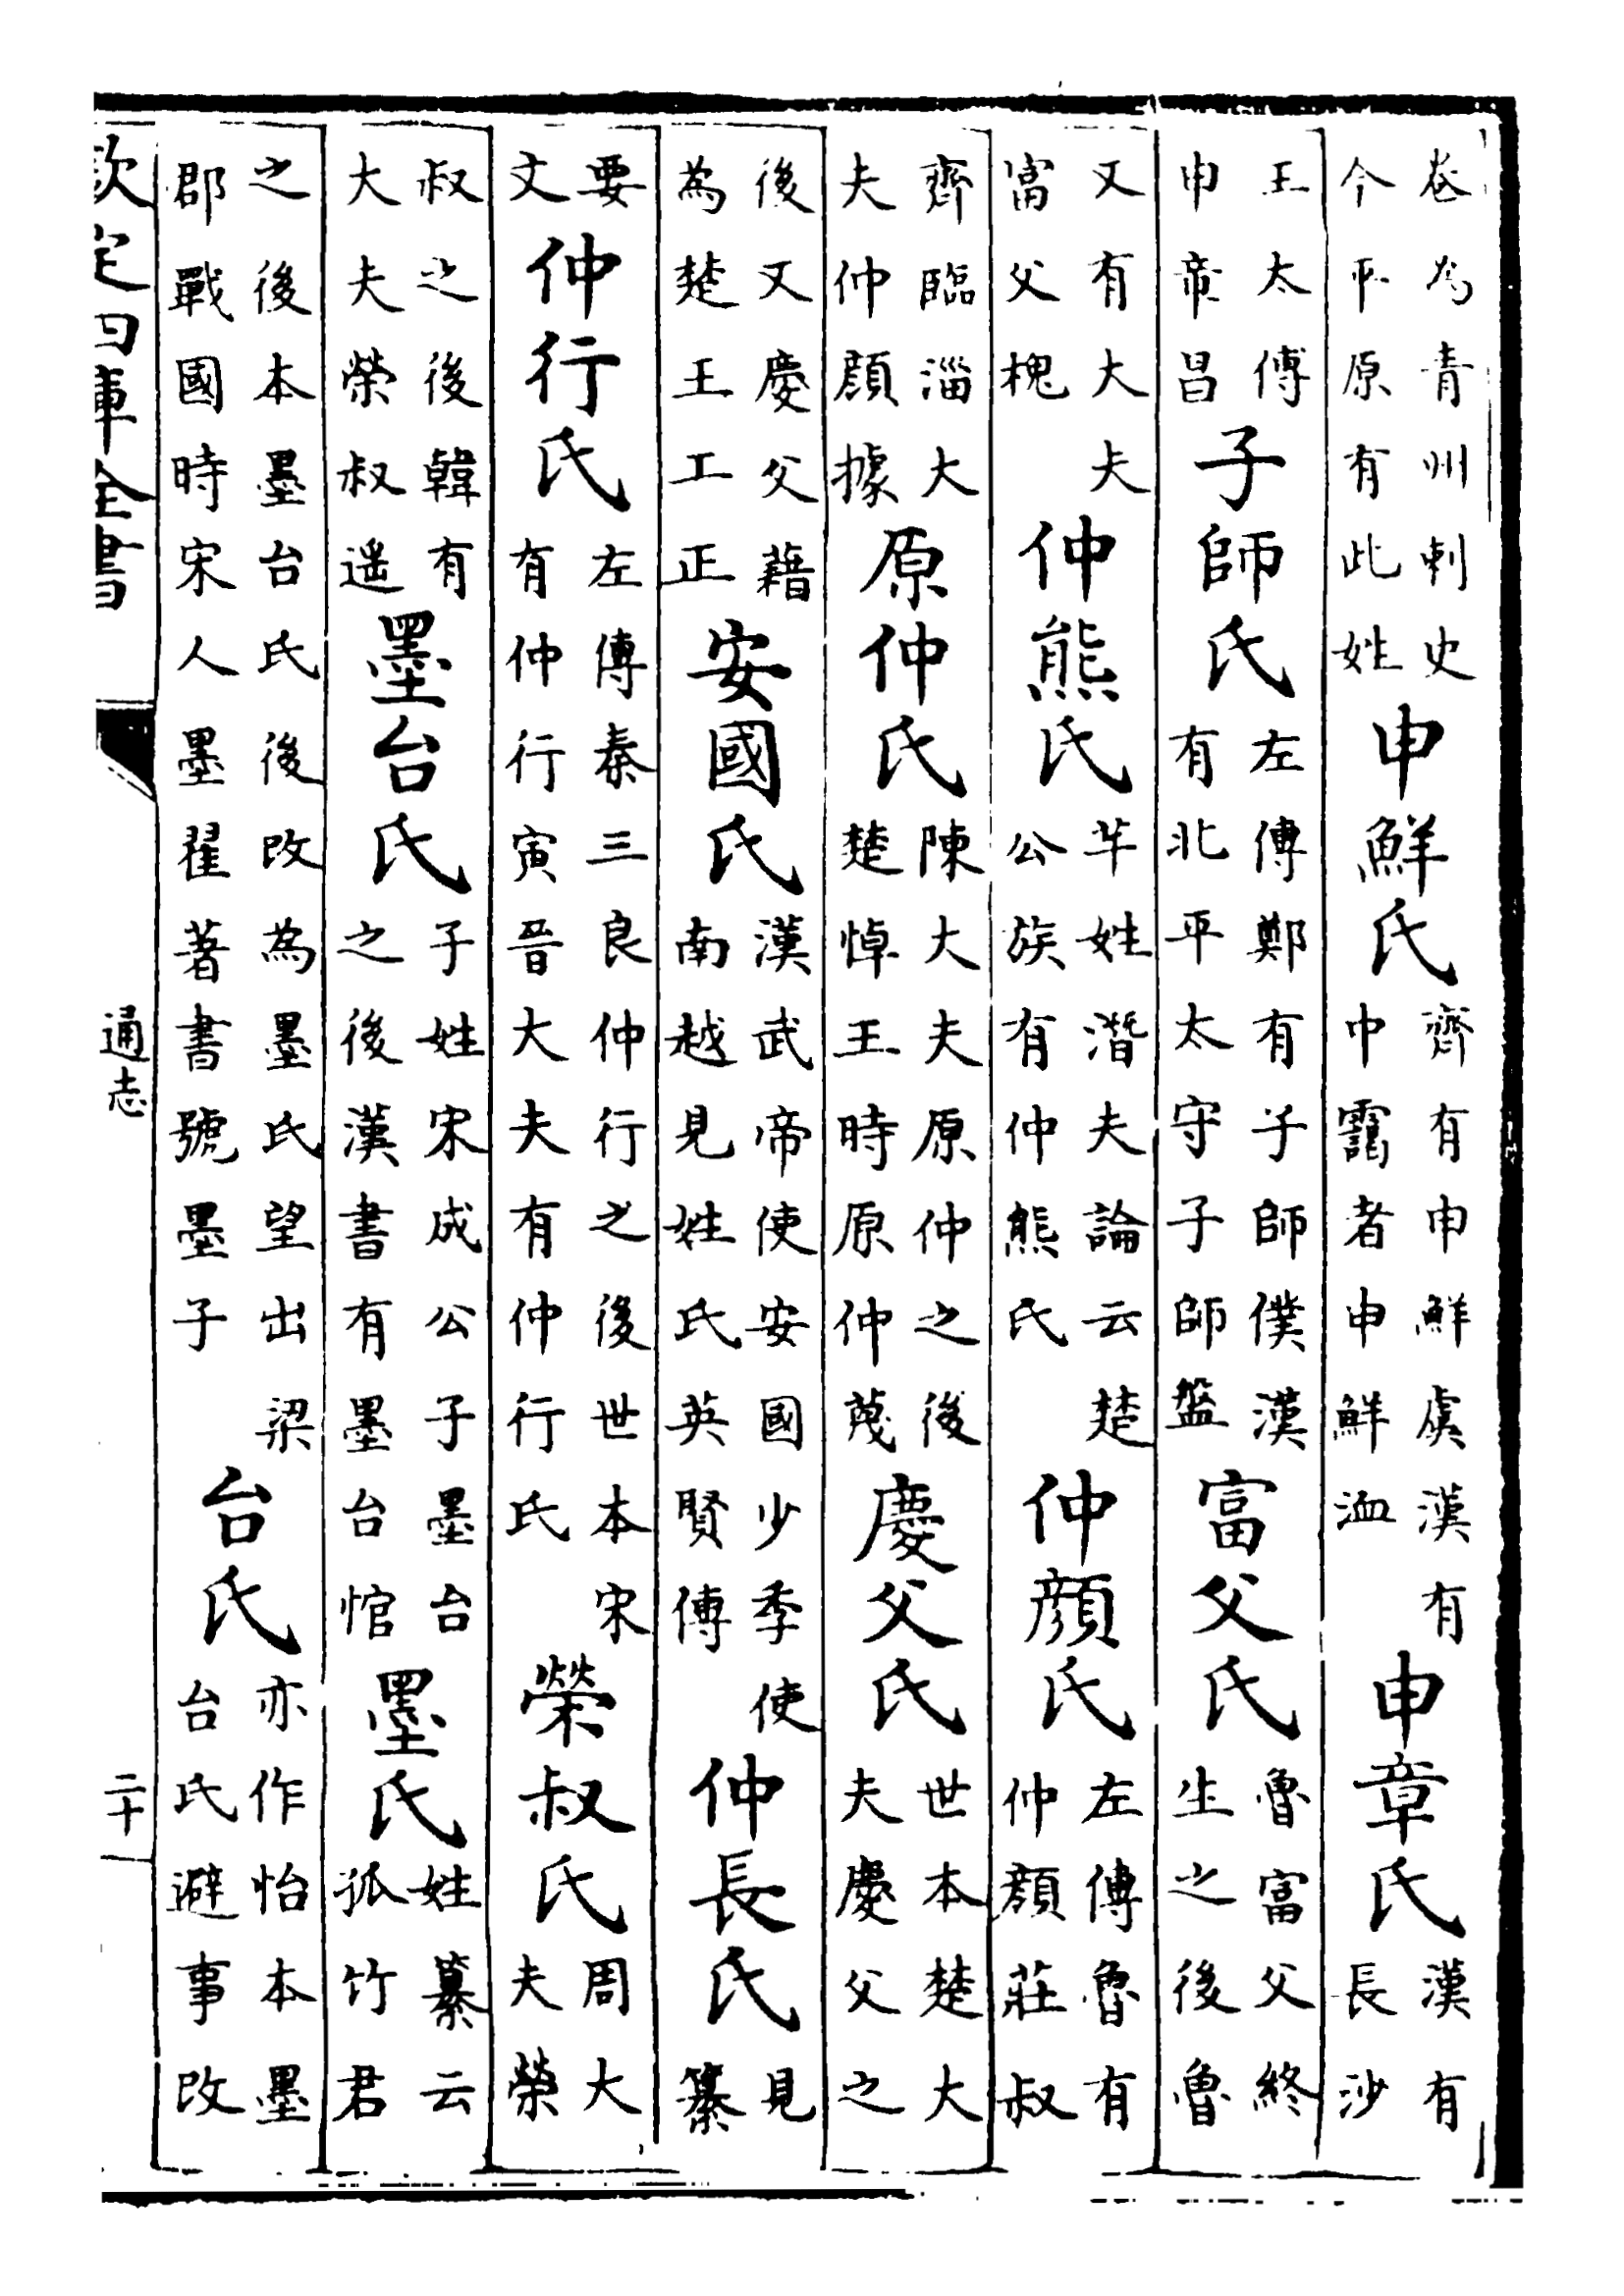 卷為青州刺史今平原有此姓申鮮氏齊有申鮮虞漢有中靄者申鮮洫申章氏漢有長沙
王太傅申章昌子師氏左傳鄭有子師僕漢有北平太守子師盤富父氏魯富父終生之後魯
又有大夫富父槐仲熊氏芊姓潛夫論云楚公族有仲熊氏仲顔氏左傳魯有仲顔莊叔
齊臨淄大夫仲顔據原仲氏陳大夫原仲之後楚悼王時原仲蔑慶父氏世本楚大夫慶父之
後又慶父藉為楚王工正安國氏漢武帝使安國少季使南越見姓氏英賢傳仲長氏見纂
要文仲行氏左傳秦三良仲行之後世本宋有仲行寅晉大夫有仲行氏榮叔氏周大夫榮
叔之後韓有大夫榮叔遥墨台氏子姓宋成公子墨台之後漢書有墨台悺墨氏姓纂云孤竹君
之後本墨台氏後改為墨氏望出梁郡戰國時宋人墨翟著書號墨子台氏亦作怡本墨台氏避事改
欽定四庫全書
通志
二十一